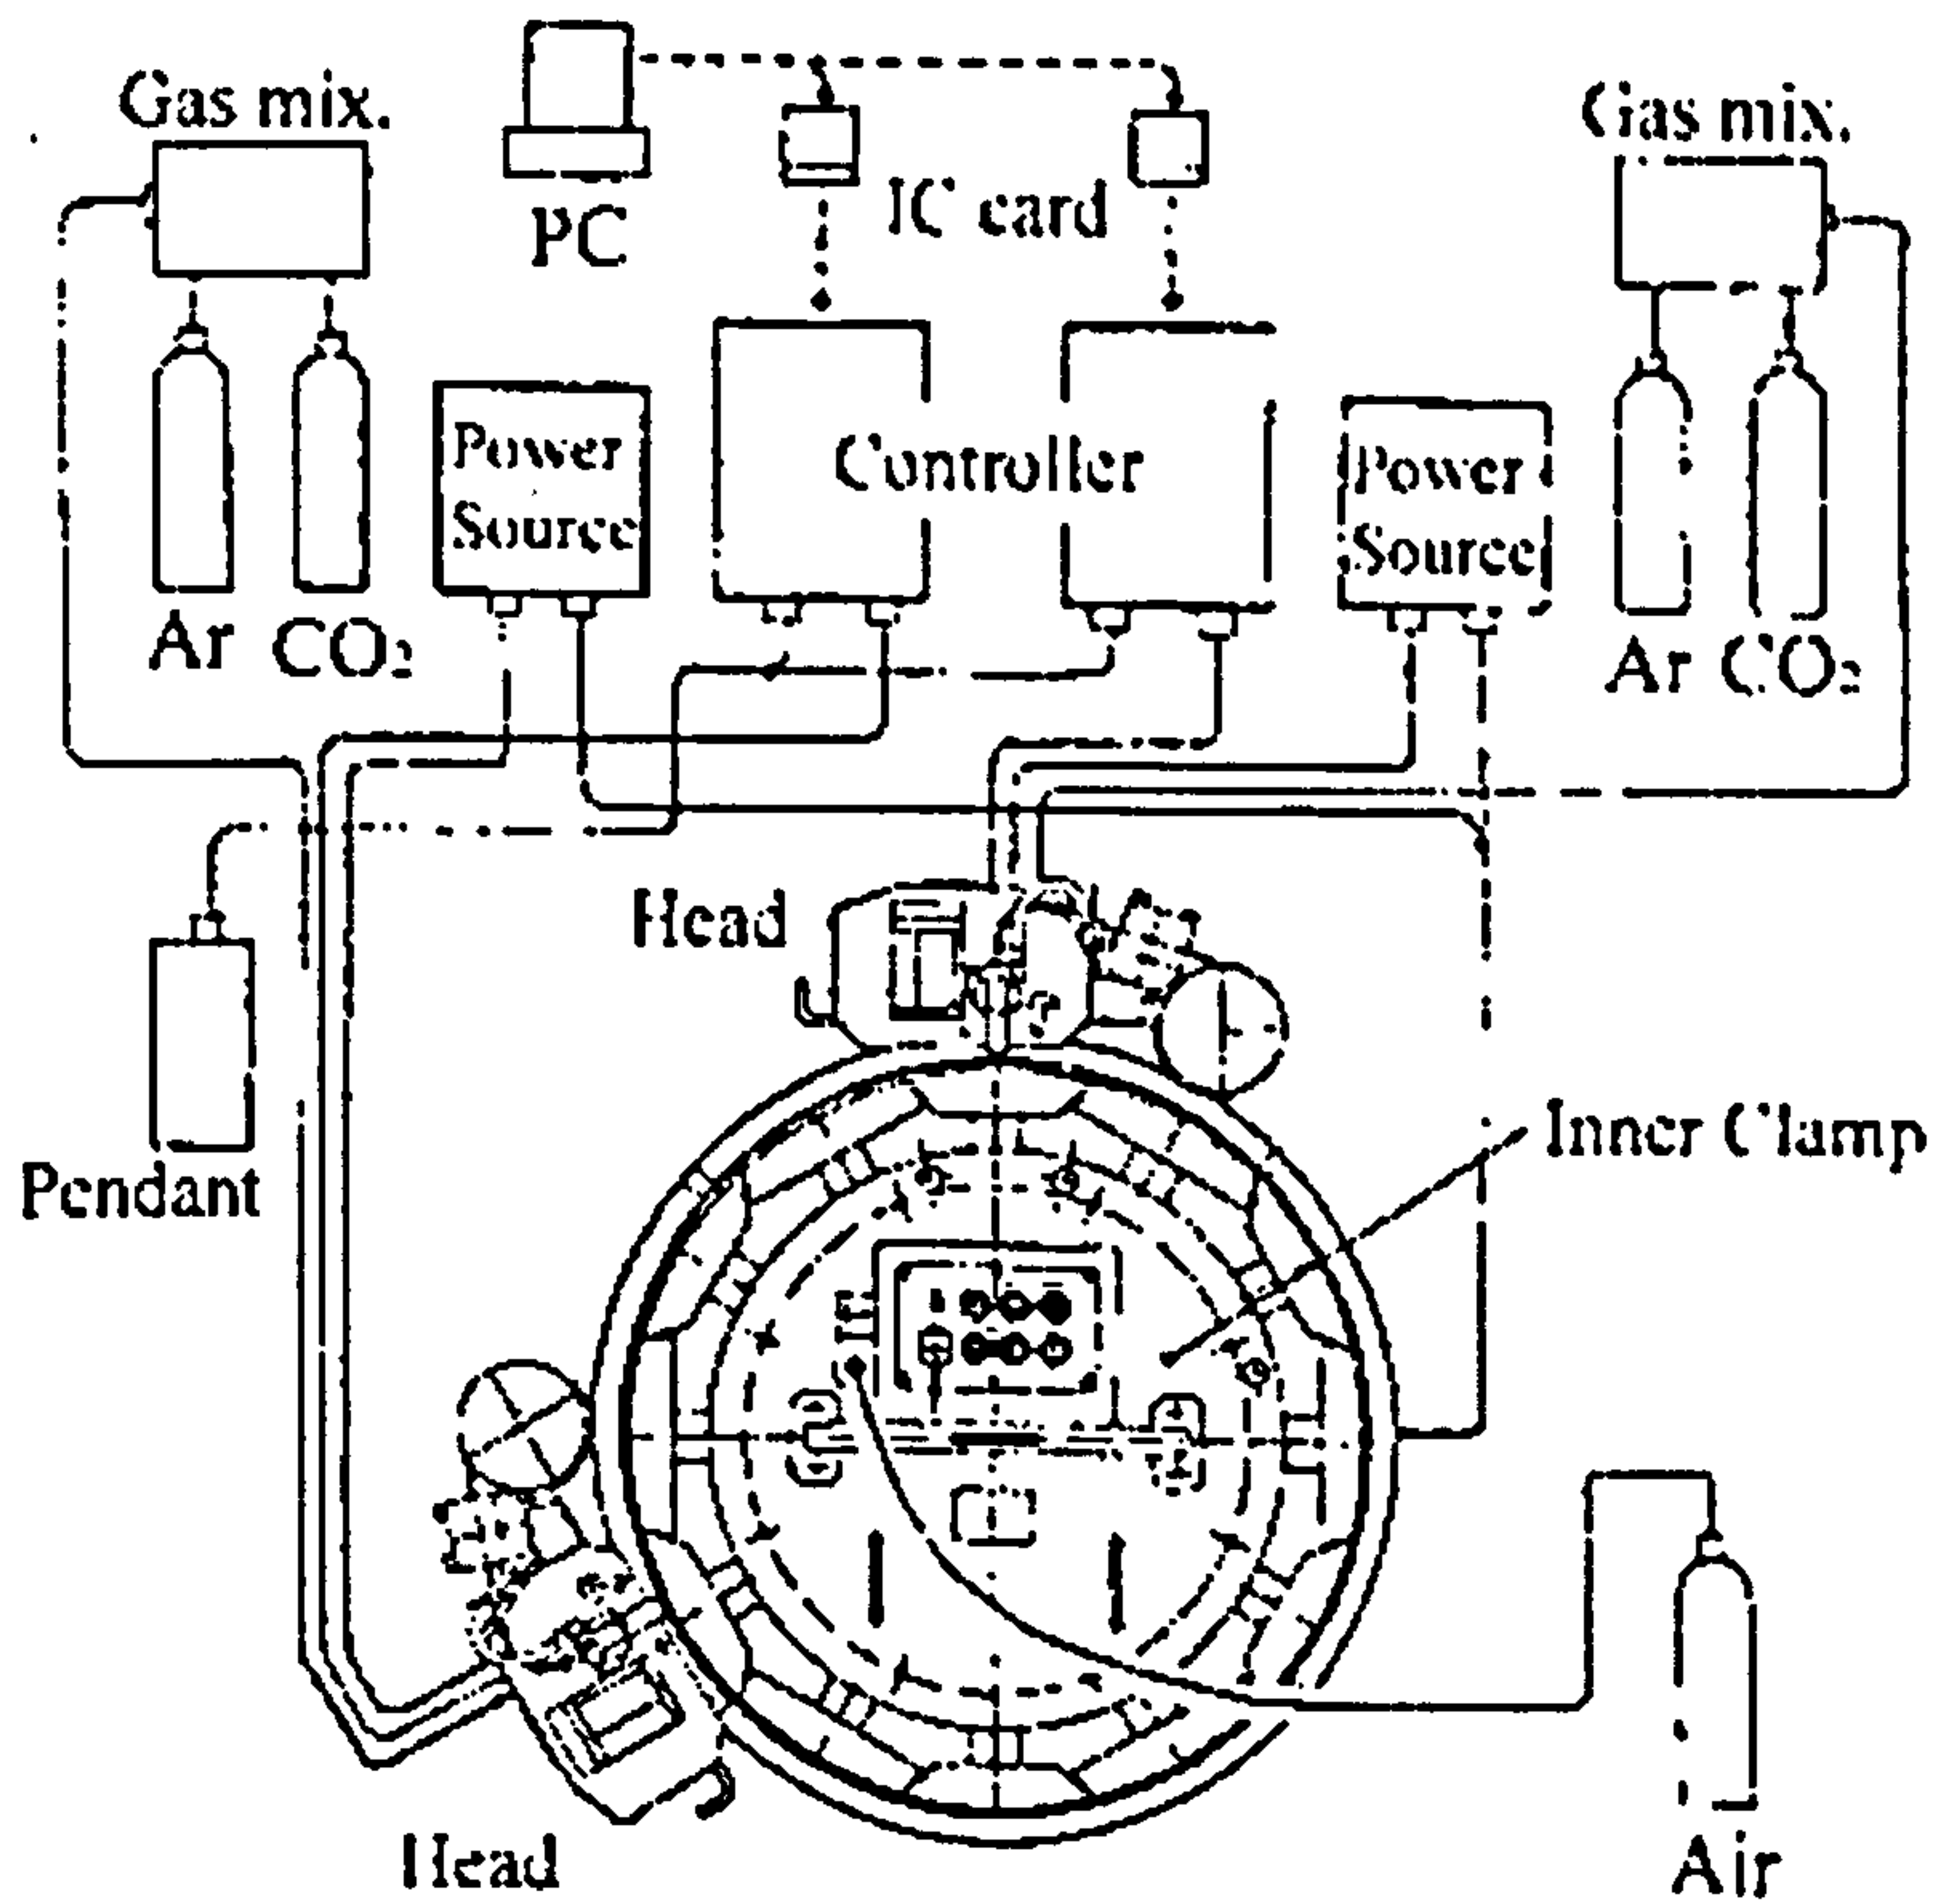 Gas mix.
PC
IC card
Gas mix.
Power
Source
Controller
Power
Source
Ar CO₂
Ar CO₂
Head
Pendant
Inner Clamp
Head
Air